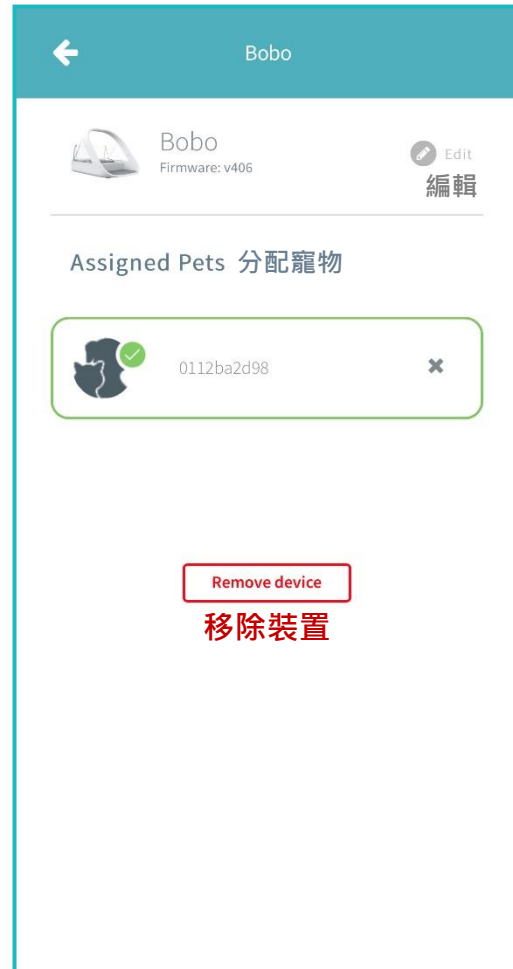 Bobo
Bobo
Firmware: v406
Edit
編輯
Assigned Pets 分配寵物
0112ba2d98
Remove device
移除裝置